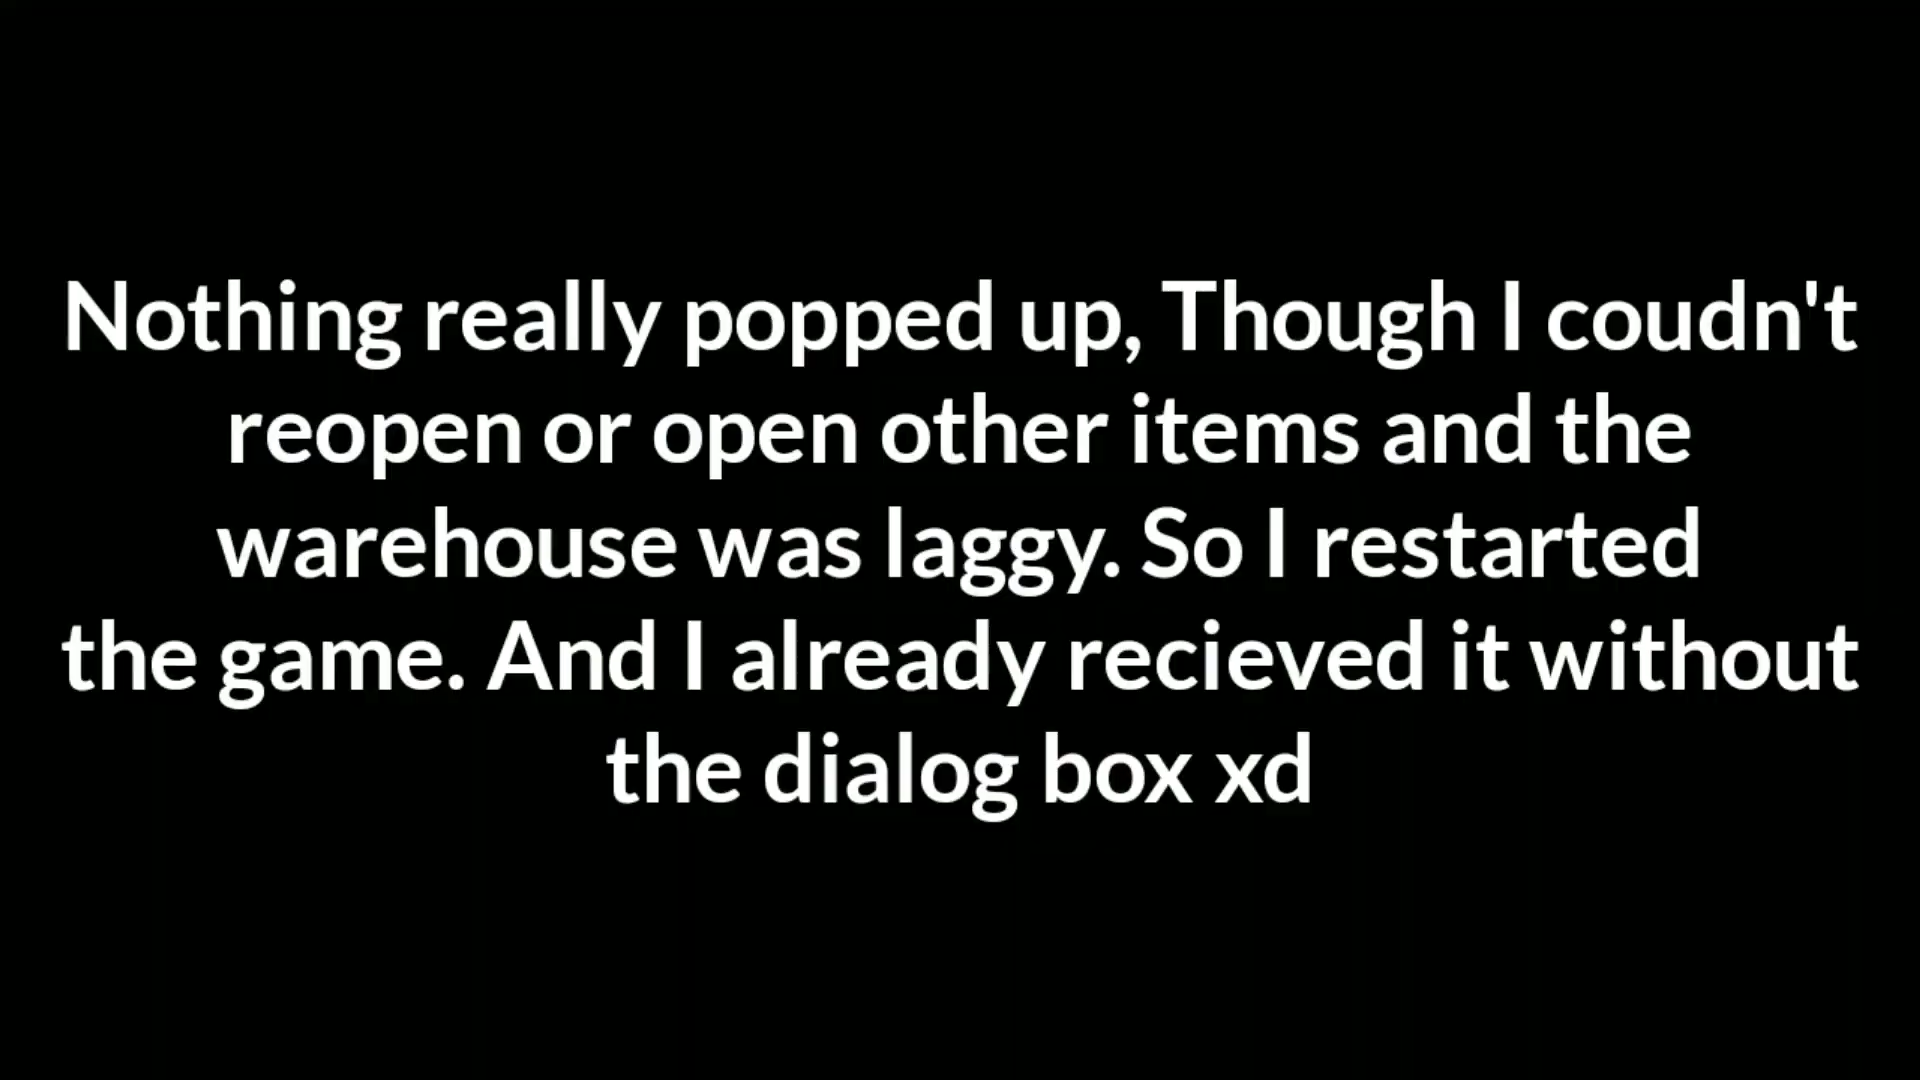 Nothing really popped up, Though I coudn't
reopen or open other items and the
warehouse was laggy. So I restarted
the game. And I already recieved it without
the dialog box xd